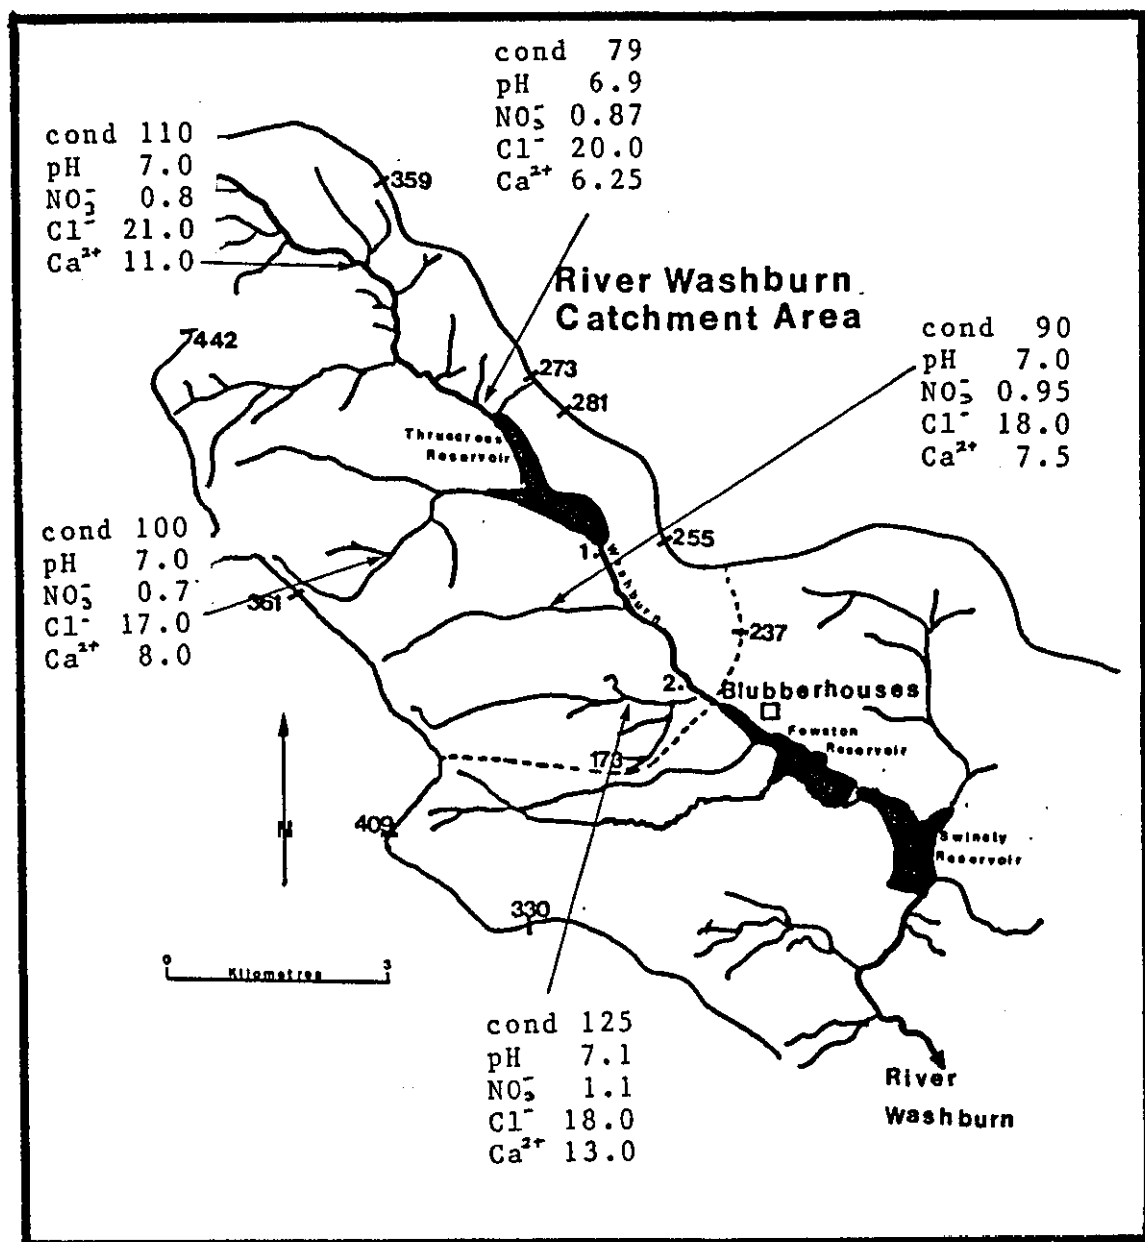 cond 79
pH 6.9
NO₃⁻ 0.87
Cl⁻ 20.0
Ca²⁺ 6.25
cond 110
pH 7.0
NO₃⁻ 0.8
Cl⁻ 21.0
Ca²⁺ 11.0
359
River Washburn
Catchment Area
442
273
281
cond 90
pH 7.0
NO₃⁻ 0.95
Cl⁻ 18.0
Ca²⁺ 7.5
Thruscross
Reservoir
cond 100
pH 7.0
NO₃⁻ 0.7
Cl⁻ 17.0
Ca²⁺ 8.0
361
255
1.
Washburn
237
2.
Blubberhouses
Fewston
Reservoir
173
409
N
Swinsty
Reservoir
330
0 Kilometres 3
cond 125
pH 7.1
NO₃⁻ 1.1
Cl⁻ 18.0
Ca²⁺ 13.0
River
Washburn